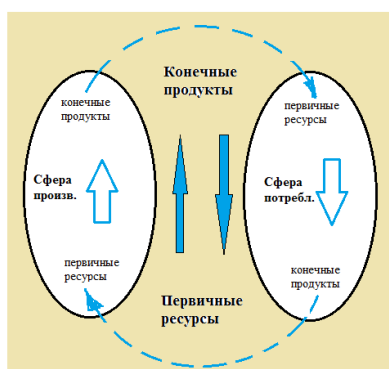 Конечные
продукты
конечные
продукты
первичные
ресурсы
Сфера
произв.
Сфера
потребл.
первичные
ресурсы
конечные
продукты
Первичные
ресурсы